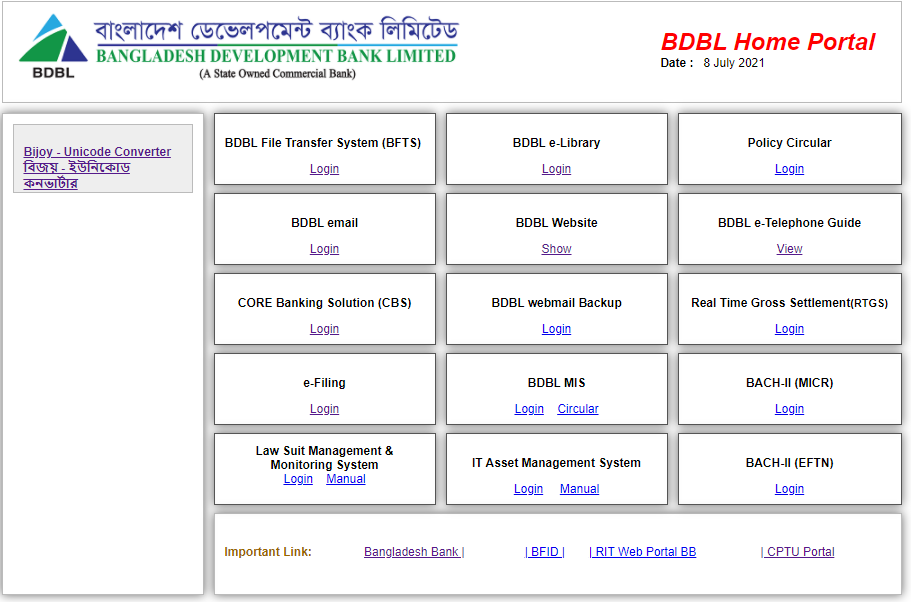 বাংলাদেশ ডেভেলপমেন্ট ব্যাংক লিমিটেড
BANGLADESH DEVELOPMENT BANK LIMITED
(A State Owned Commercial Bank)
BDBL
BDBL Home Portal
Date : 8 July 2021
Bijoy - Unicode Converter
বিজয় - ইউনিকোড
কনভার্টার
BDBL File Transfer System (BFTS)
Login
BDBL e-Library
Login
Policy Circular
Login
BDBL email
Login
BDBL Website
Show
BDBL e-Telephone Guide
View
CORE Banking Solution (CBS)
Login
BDBL webmail Backup
Login
Real Time Gross Settlement(RTGS)
Login
e-Filing
Login
BDBL MIS
Login Circular
BACH-II (MICR)
Login
Law Suit Management &
Monitoring System
Login Manual
IT Asset Management System
Login Manual
BACH-II (EFTN)
Login
Important Link: Bangladesh Bank | | BFID | | RIT Web Portal BB | CPTU Portal